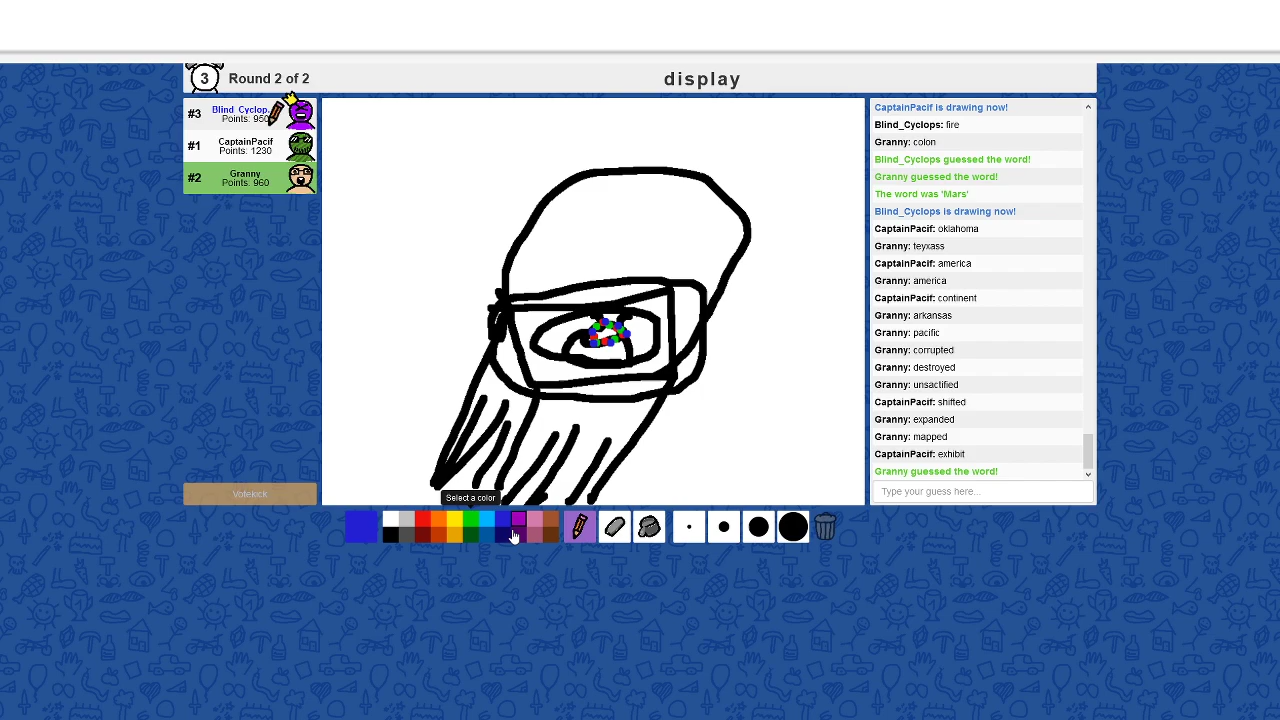 3
Round 2 of 2
display
#3
Blind_Cyclop
Points: 950
#1
CaptainPacif
Points: 1230
#2
Granny
Points: 960
Votekick
CaptainPacif is drawing now!
Blind_Cyclops: fire
Granny: colon
Blind_Cyclops guessed the word!
Granny guessed the word!
The word was 'Mars'
Blind_Cyclops is drawing now!
CaptainPacif: oklahoma
Granny: teyxass
CaptainPacif: america
Granny: america
CaptainPacif: continent
Granny: arkansas
Granny: pacific
Granny: corrupted
Granny: destroyed
Granny: unsactified
CaptainPacif: shifted
Granny: expanded
Granny: mapped
CaptainPacif: exhibit
Granny guessed the word!
Type your guess here...
Select a color